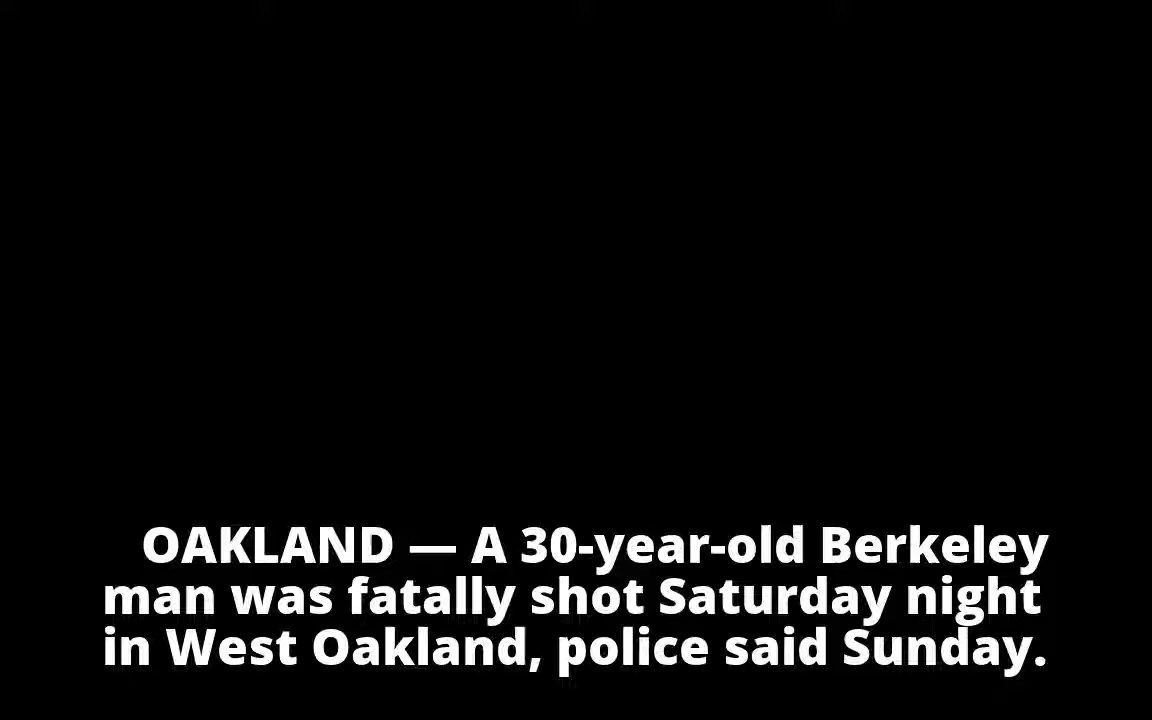 OAKLAND — A 30-year-old Berkeley
man was fatally shot Saturday night
in West Oakland, police said Sunday.